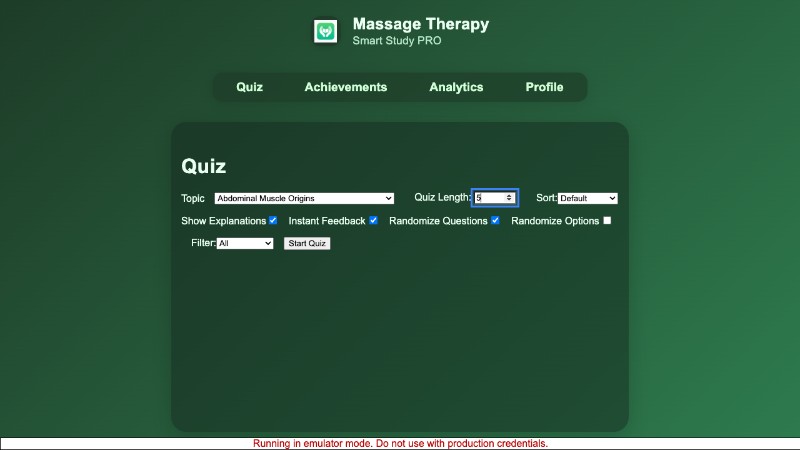 Massage Therapy
Smart Study PRO
Quiz Achievements Analytics Profile
Quiz
Topic Abdominal Muscle Origins Quiz Length: 5 Sort: Default
Show Explanations Instant Feedback Randomize Questions Randomize Options
Filter: All Start Quiz
Running in emulator mode. Do not use with production credentials.